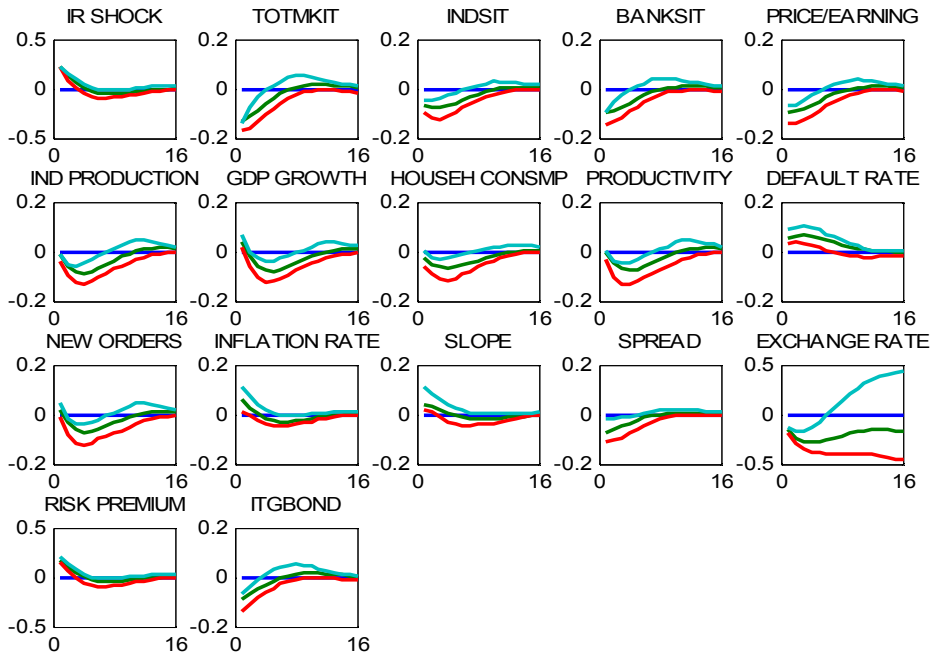 IR SHOCK TOTMKIT INDSIT BANKSIT PRICE/EARNING
0.5 0.2 0.2 0.2 0.2
0 0 0 0 0
-0.5 -0.2 -0.2 -0.2 -0.2
0 16 0 16 0 16 0 16 0 16
IND PRODUCTION GDP GROWTH HOUSEH CONSMP PRODUCTIVITY DEFAULT RATE
0.2 0.2 0.2 0.2 0.2
0 0 0 0 0
-0.2 -0.2 -0.2 -0.2 -0.2
0 16 0 16 0 16 0 16 0 16
NEW ORDERS INFLATION RATE SLOPE SPREAD EXCHANGE RATE
0.2 0.2 0.2 0.2 0.5
0 0 0 0 0
-0.2 -0.2 -0.2 -0.2 -0.5
0 16 0 16 0 16 0 16 0 16
RISK PREMIUM ITGBOND
0.5 0.2
0 0
-0.5 -0.2
0 16 0 16